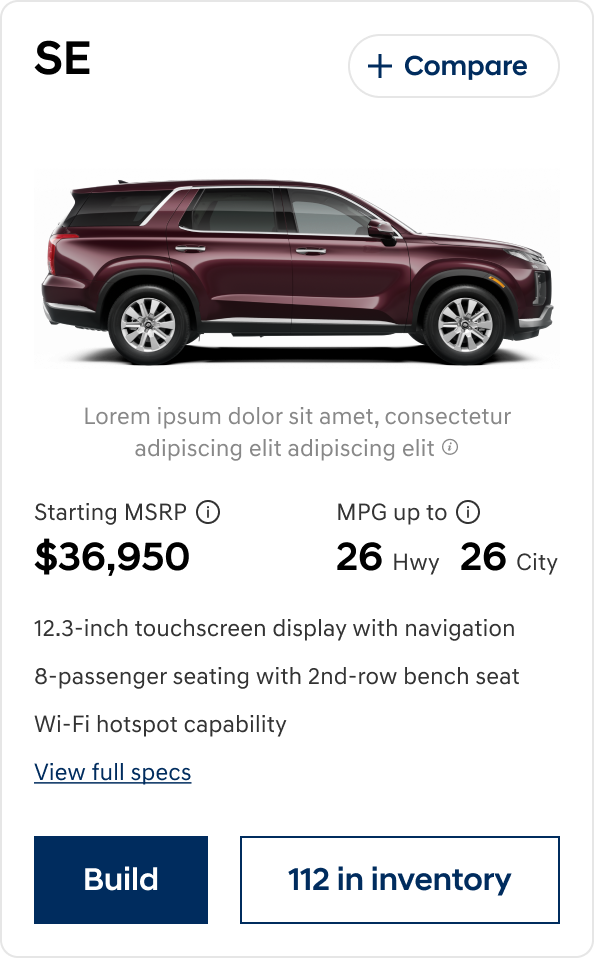 SE
+ Compare
Lorem ipsum dolor sit amet, consectetur
adipiscing elit adipiscing elit
Starting MSRP
MPG up to
$36,950
26 Hwy 26 City
12.3-inch touchscreen display with navigation
8-passenger seating with 2nd-row bench seat
Wi-Fi hotspot capability
View full specs
Build
112 in inventory